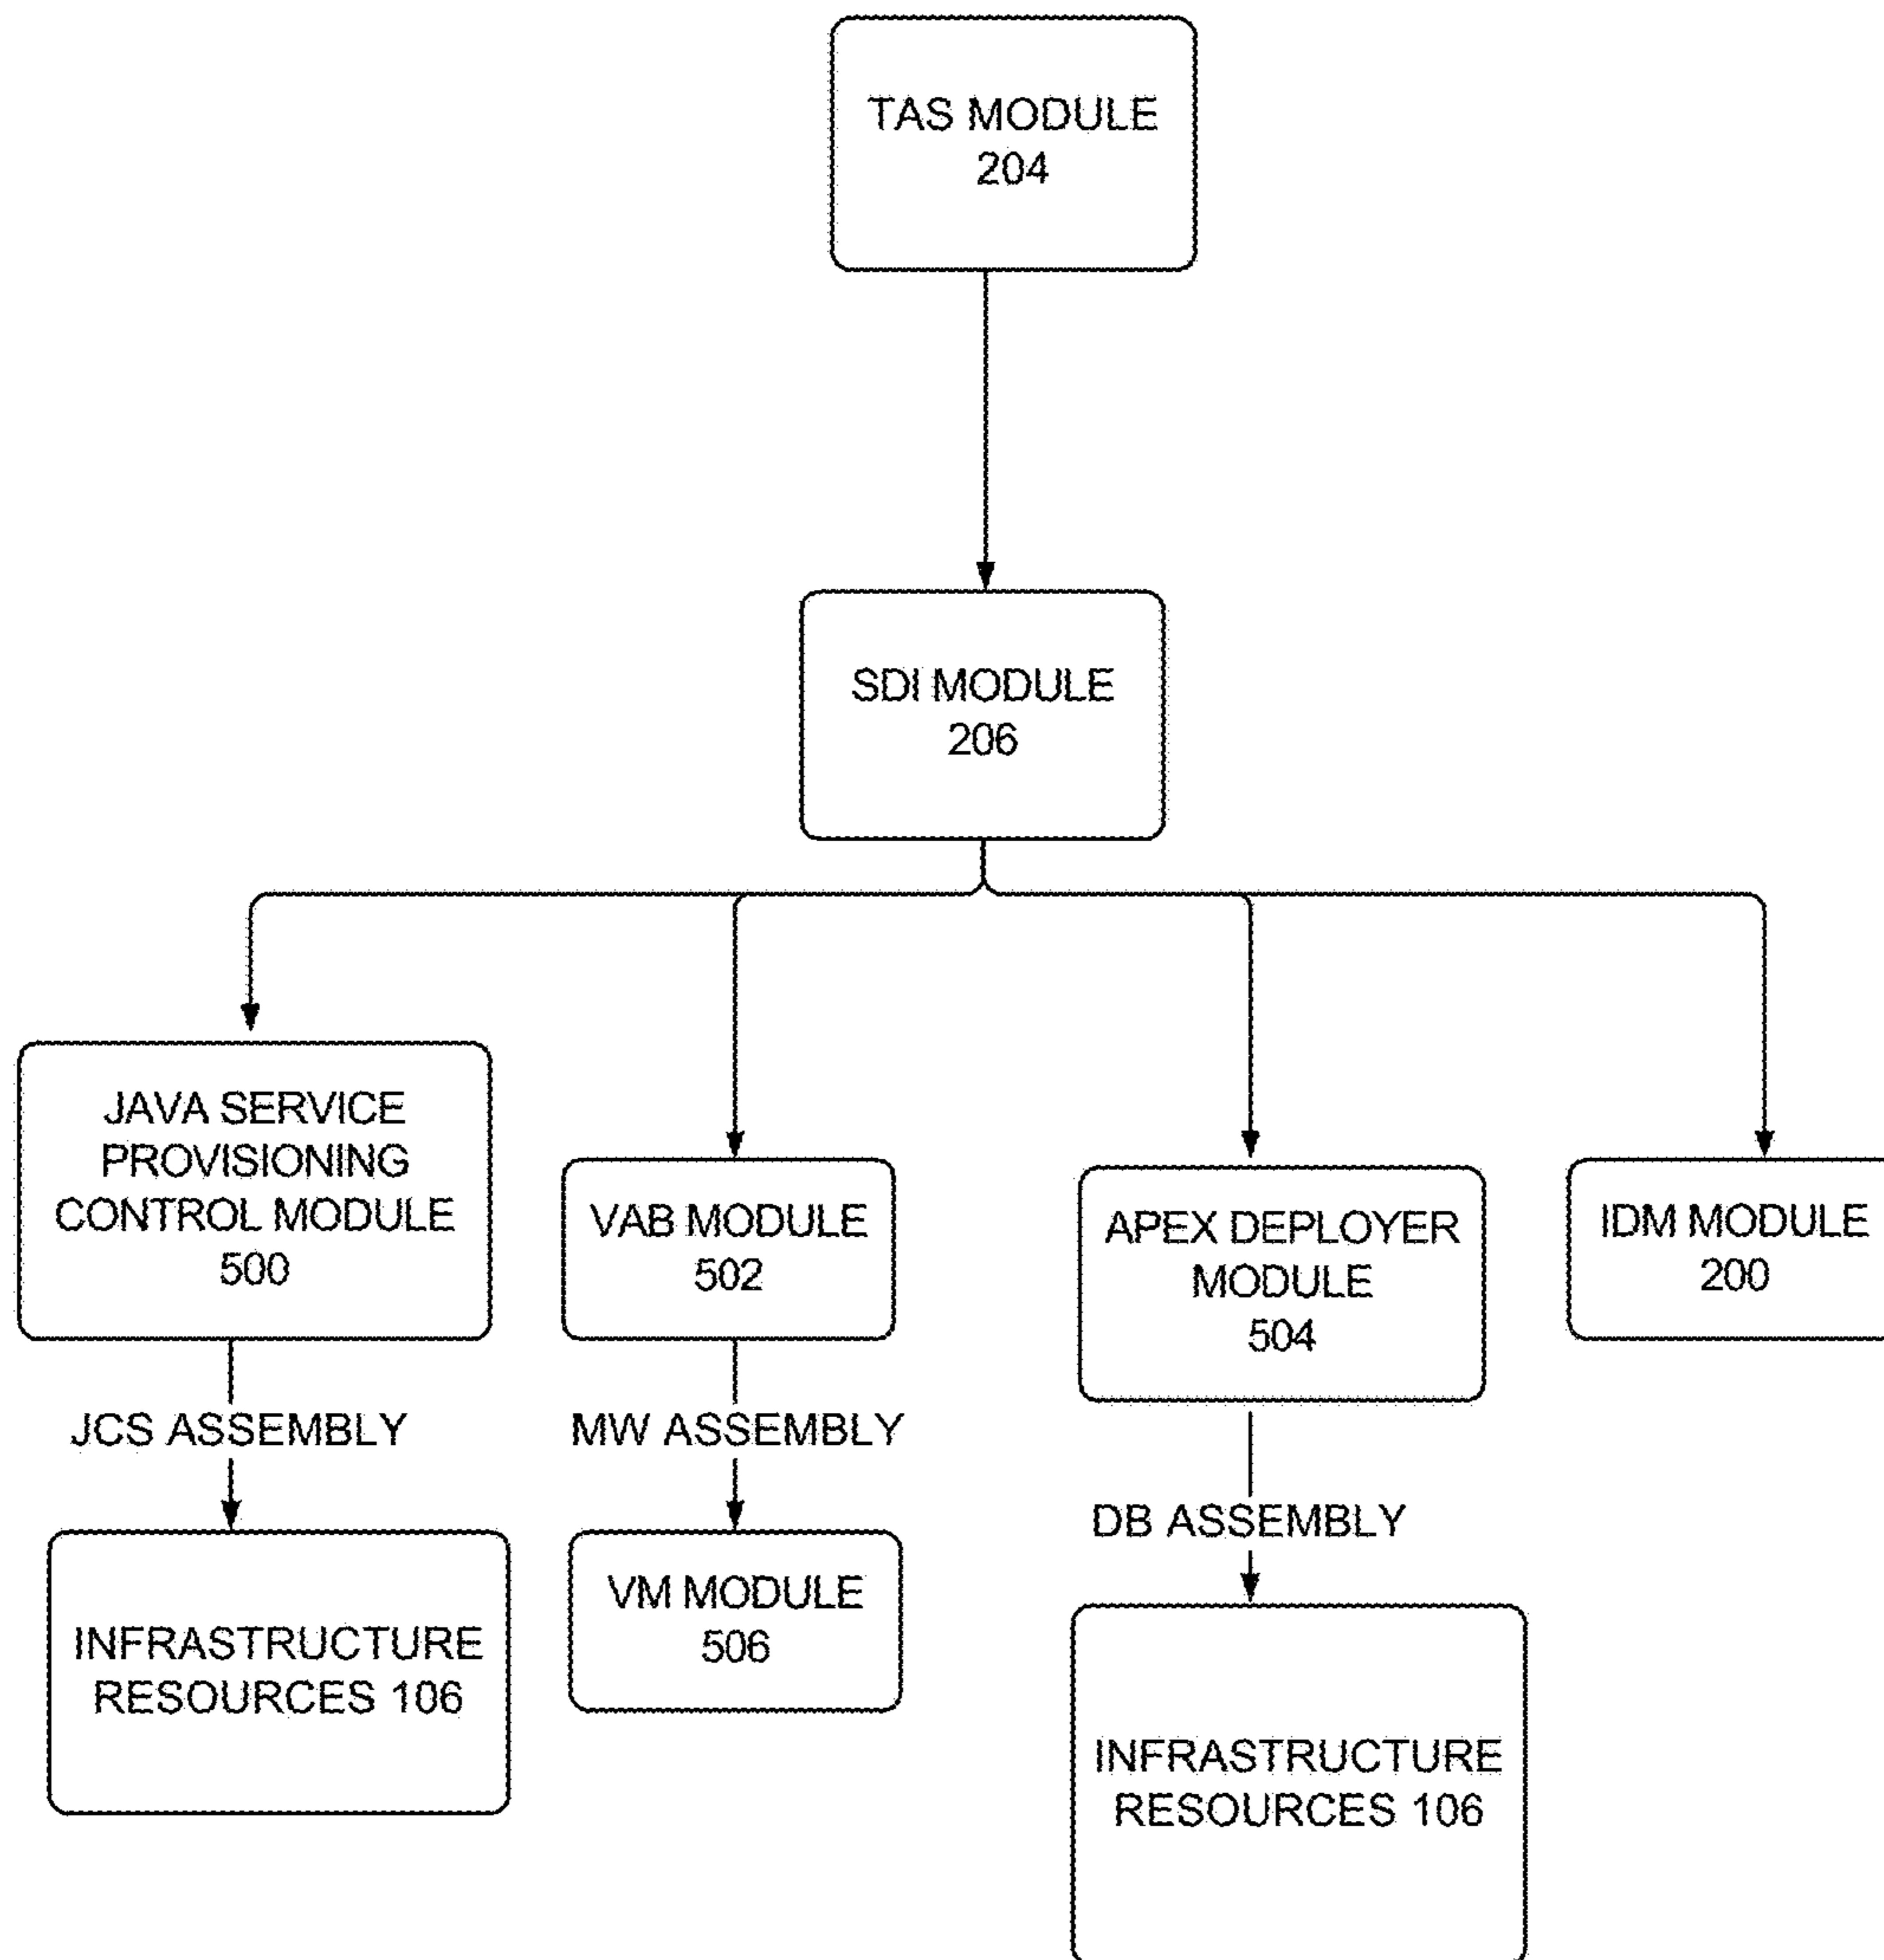 TAS MODULE
204
SDI MODULE
206
JAVA SERVICE
PROVISIONING
CONTROL MODULE
500
VAB MODULE
502
APEX DEPLOYER
MODULE
504
IDM MODULE
200
JCS ASSEMBLY
MW ASSEMBLY
DB ASSEMBLY
INFRASTRUCTURE
RESOURCES 106
VM MODULE
506
INFRASTRUCTURE
RESOURCES 106